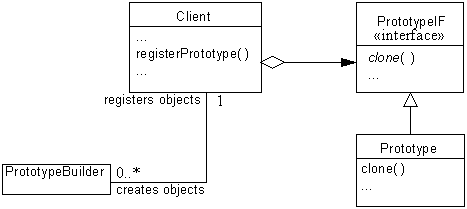 Client
...
registerPrototype()
...
PrototypeIF
«interface»
clone()
...
registers objects
1
Prototype
clone()
...
PrototypeBuilder
0..*
creates objects